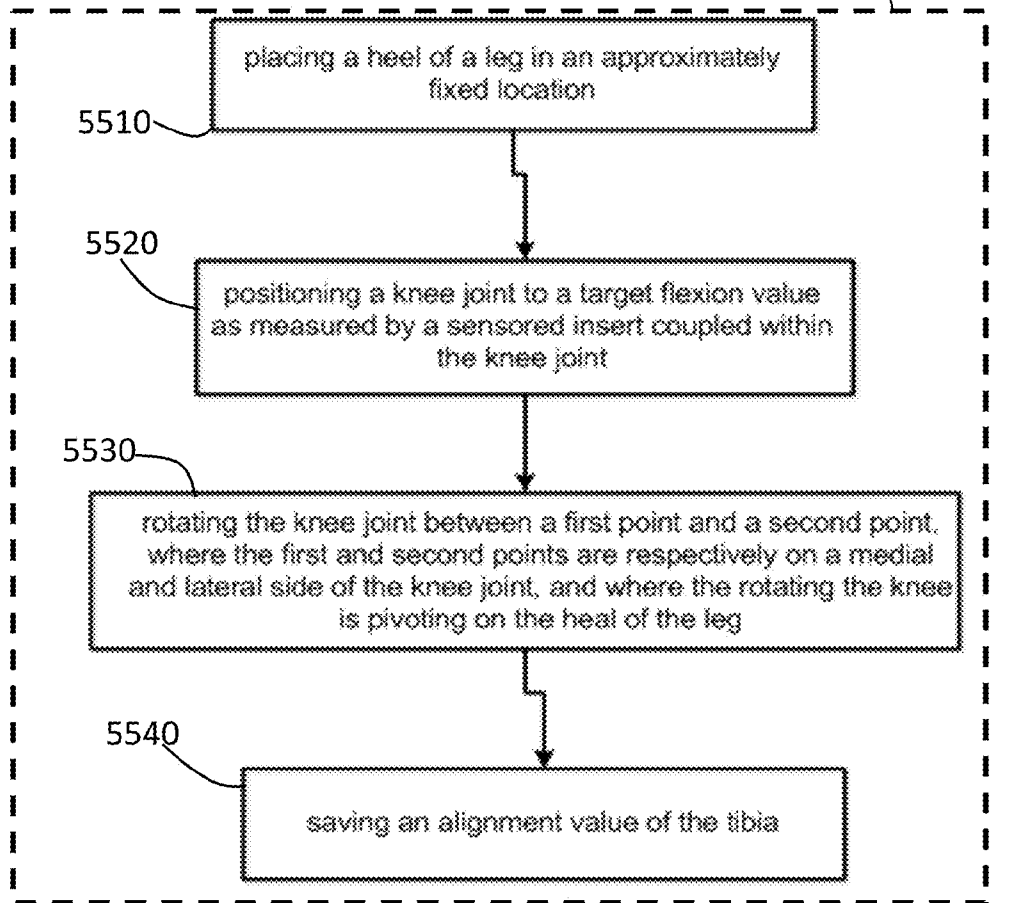 placing a heel of a leg in an approximately
fixed location
5510
5520
positioning a knee joint to a target flexion value
as measured by a sensored insert coupled within
the knee joint
5530
rotating the knee joint between a first point and a second point,
where the first and second points are respectively on a medial
and lateral side of the knee joint, and where the rotating the knee
is pivoting on the heal of the leg
5540
saving an alignment value of the tibia